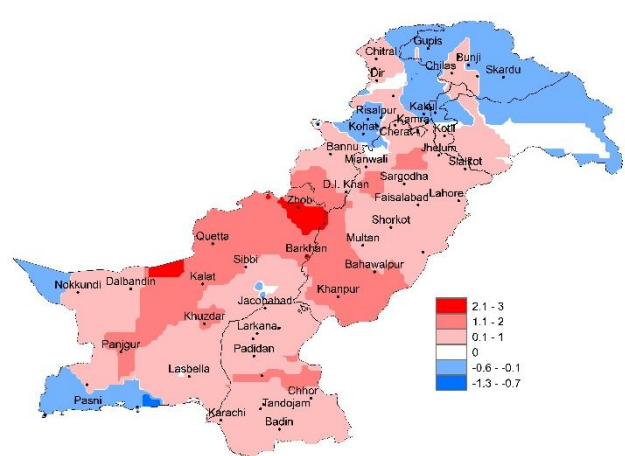 Gupis
Chitral
Bunji
Chilas
Skardu
Dir
Risalpur
Kakul
Kamra
Kohat
Cherat
Kotli
Bannu
Jhelum
Mianwali
Sialkot
Sargodha
D.I. Khan
Zhob
Faisalabad
Lahore
Shorkot
Quetta
Multan
Barkhan
Sibbi
Bahawalpur
Nokkundi
Dalbandin
Kalat
Khanpur
Jacobabad
2.1 - 3
Khuzdar
1.1 - 2
Larkana
0.1 - 1
Panjgur
Padidan
0
Lasbella
-0.6 - -0.1
Chhor
-1.3 - -0.7
Pasni
Tandojam
Karachi
Badin